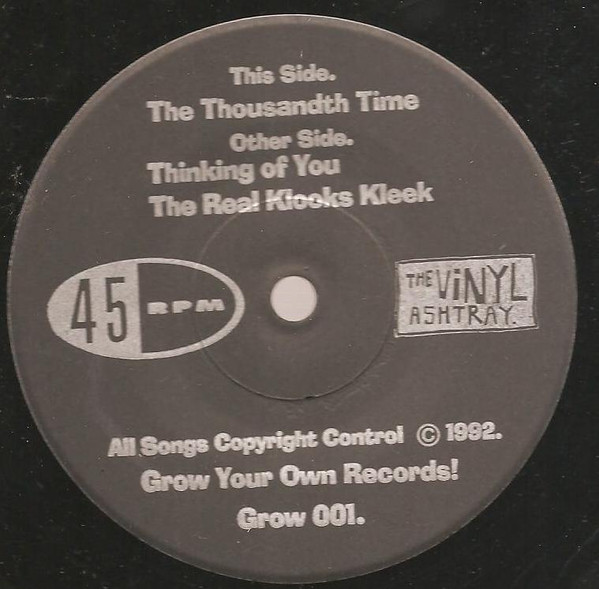 This Side.
The Thousandth Time
Other Side.
Thinking of You
The Real Klooks Kleek
45 RPM
THE ViNYL
ASHTRAY.
All Songs Copyright Control © 1992.
Grow Your Own Records!
Grow 001.